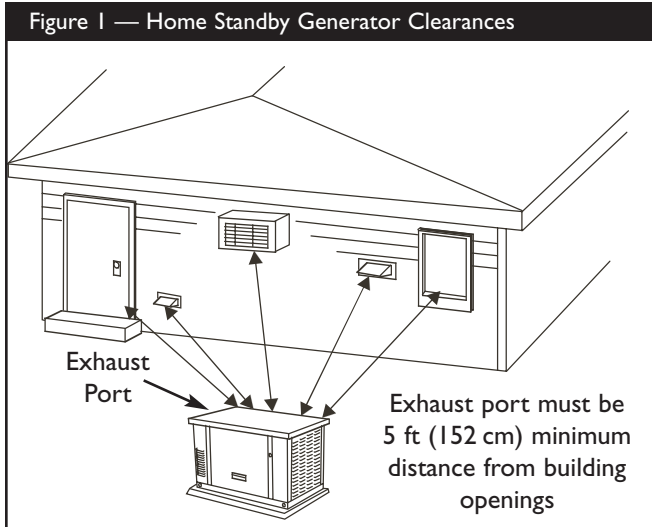 Figure 1 — Home Standby Generator Clearances
Exhaust
Port
Exhaust port must be
5 ft (152 cm) minimum
distance from building
openings